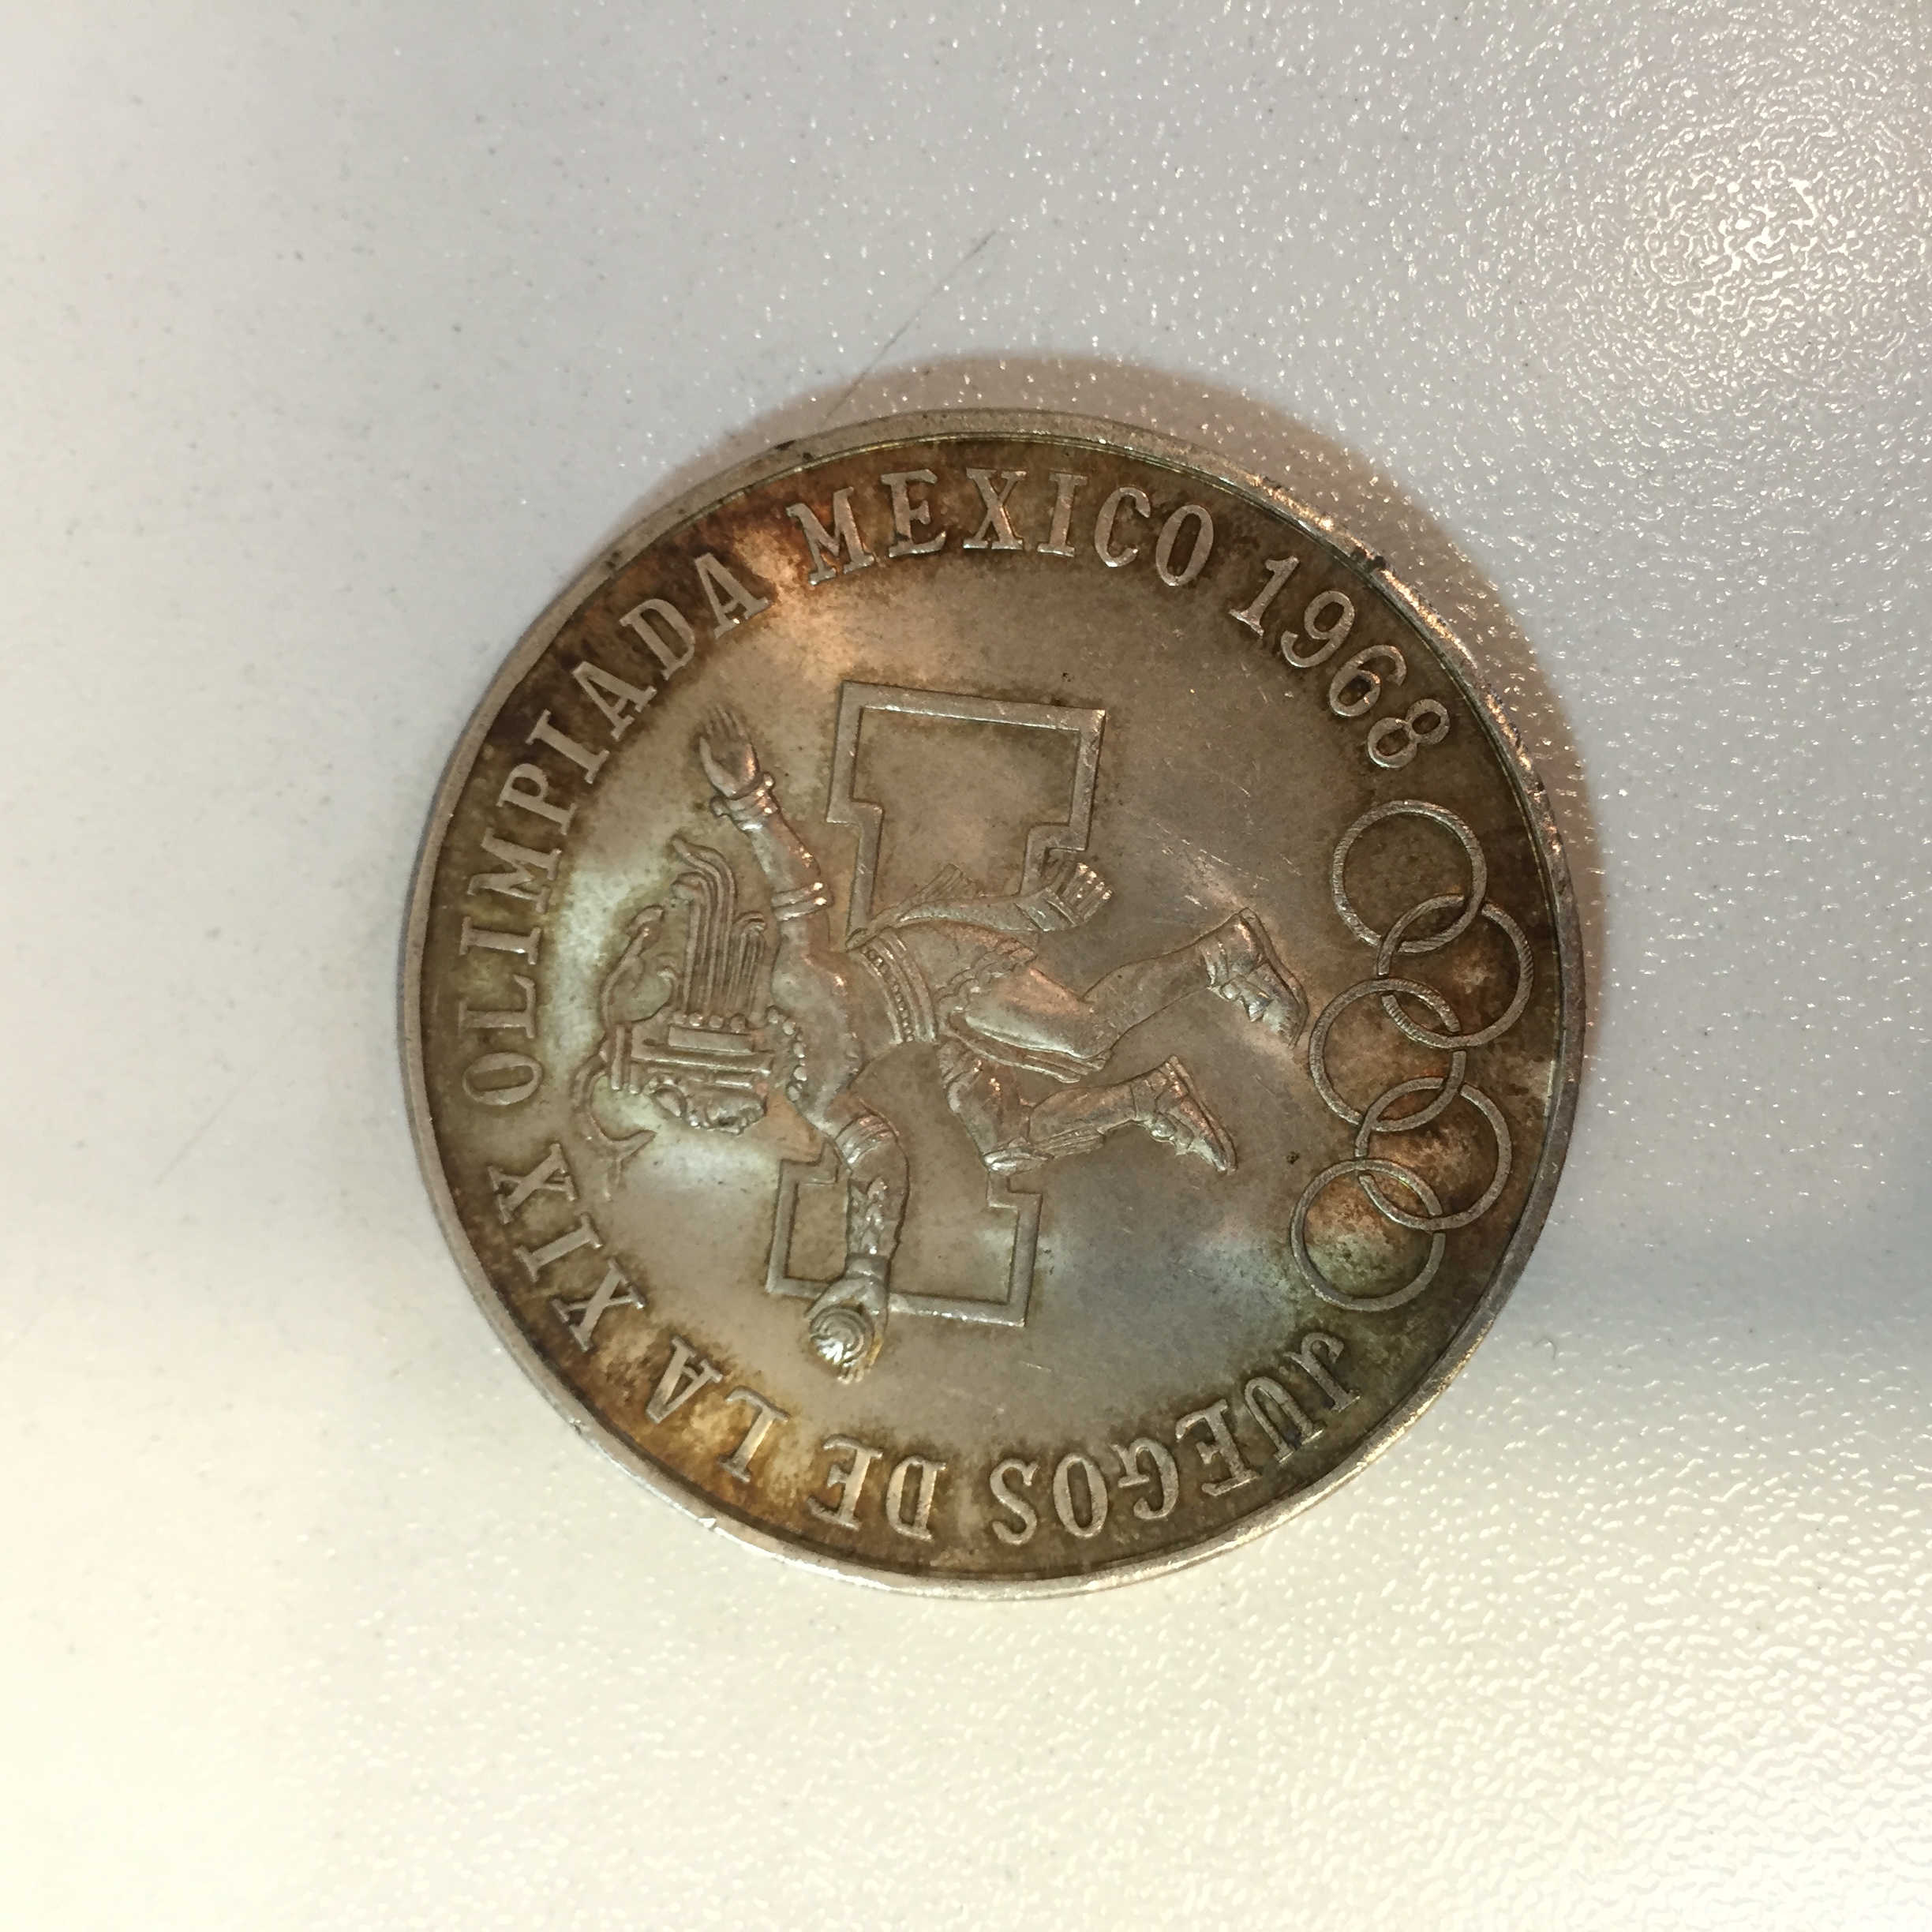 JUEGOS DE LA XIX OLIMPIADA MEXICO 1968